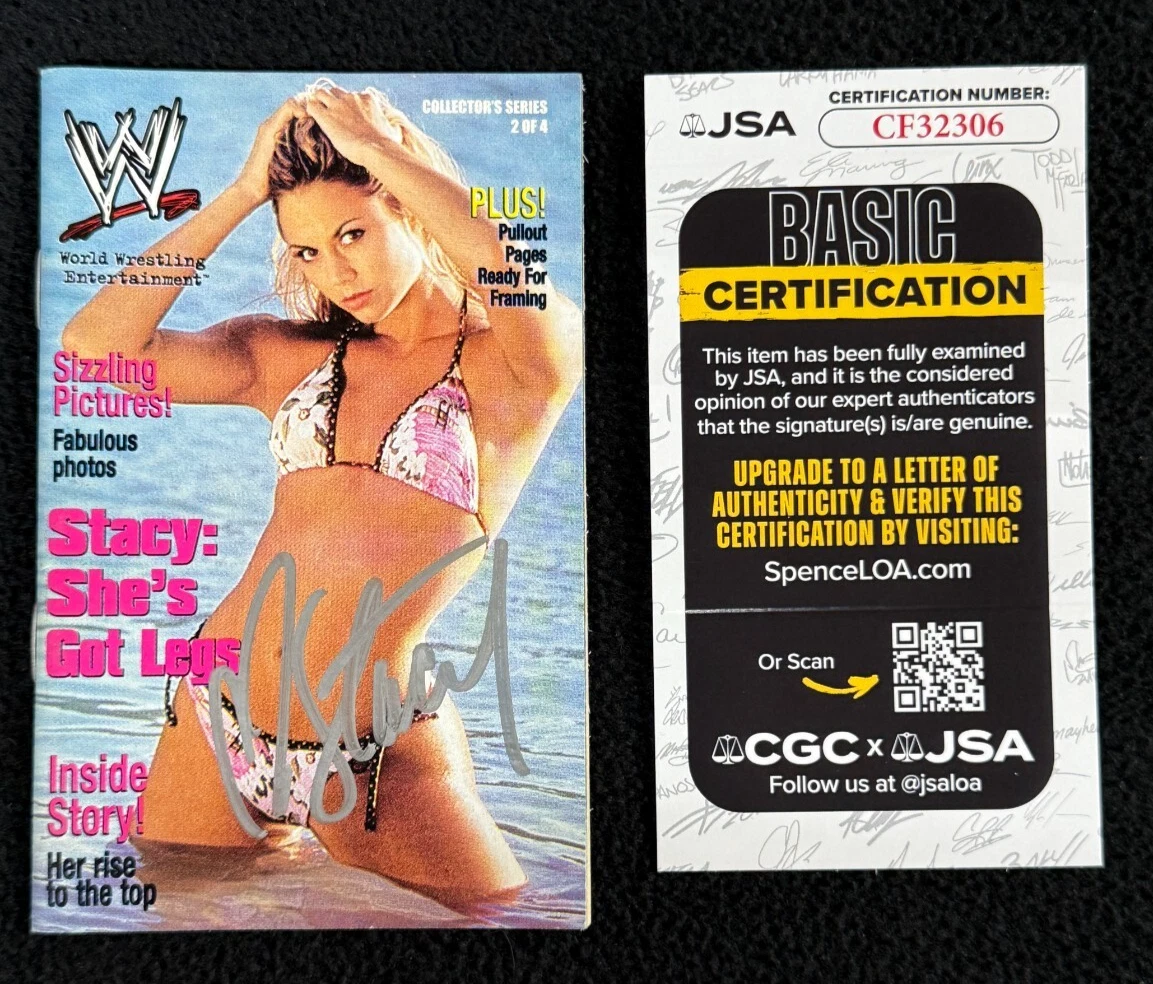 W
World Wrestling
Entertainment™
COLLECTOR'S SERIES
2 OF 4
PLUS!
Pullout
Pages
Ready For
Framing
Sizzling
Pictures!
Fabulous
photos
Stacy:
She's
Got Legs
Stacy
Inside
Story!
Her rise
to the top
JSA
CERTIFICATION NUMBER:
CF32306
BASIC
CERTIFICATION
This item has been fully examined
by JSA, and it is the considered
opinion of our expert authenticators
that the signature(s) is/are genuine.
UPGRADE TO A LETTER OF
AUTHENTICITY & VERIFY THIS
CERTIFICATION BY VISITING:
SpenceLOA.com
Or Scan
CGC x JSA
Follow us at @jsaloa